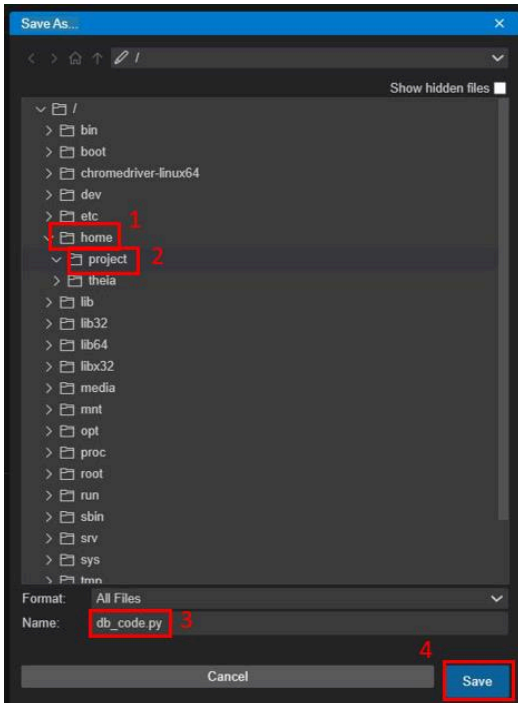 Save As...
/
Show hidden files
/
bin
boot
chromedriver-linux64
dev
etc 1
home
project 2
theia
lib
lib32
lib64
libx32
media
mnt
opt
proc
root
run
sbin
srv
sys
tmp
Format: All Files
Name: db_code.py 3
4
Cancel Save